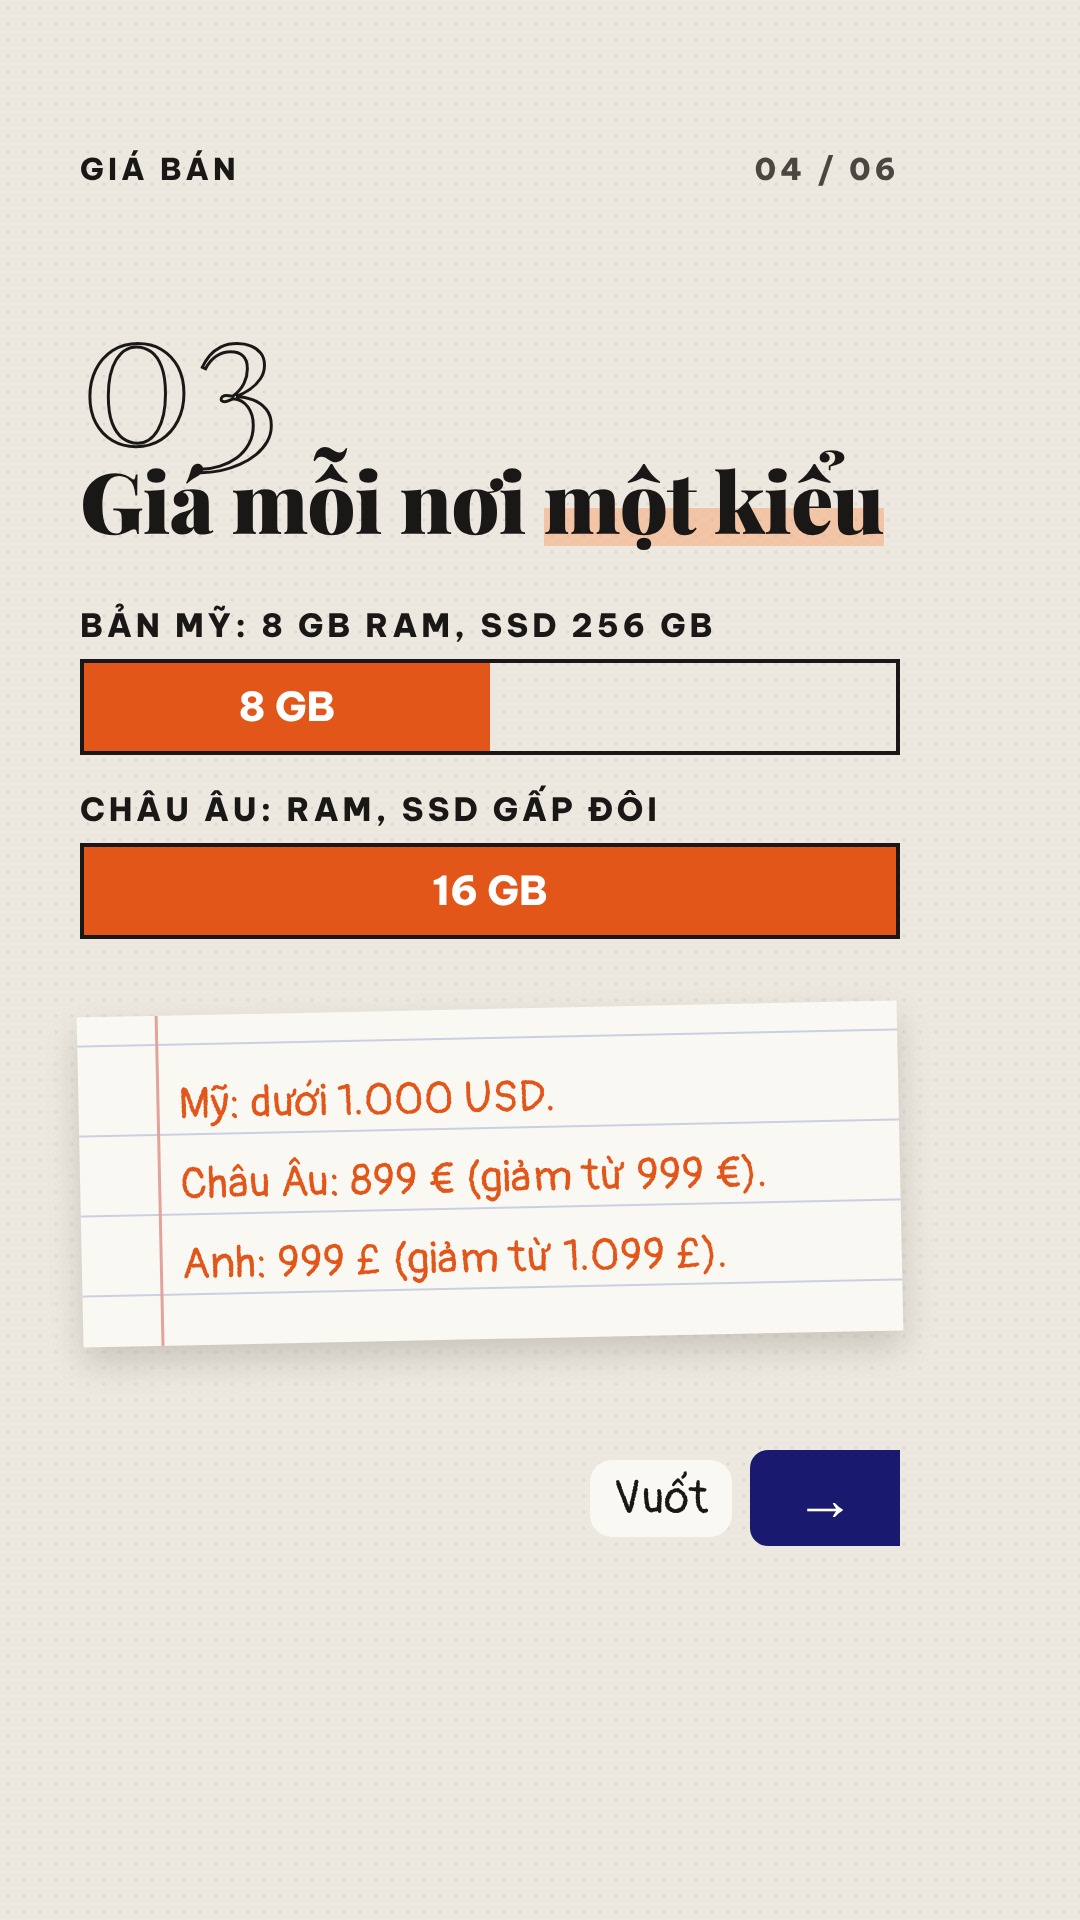 GIÁ BÁN
04 / 06
03
Giá mỗi nơi một kiểu
BẢN MỸ: 8 GB RAM, SSD 256 GB
8 GB
CHÂU ÂU: RAM, SSD GẤP ĐÔI
16 GB
Mỹ: dưới 1.000 USD.
Châu Âu: 899 € (giảm từ 999 €).
Anh: 999 £ (giảm từ 1.099 £).
Vuốt →